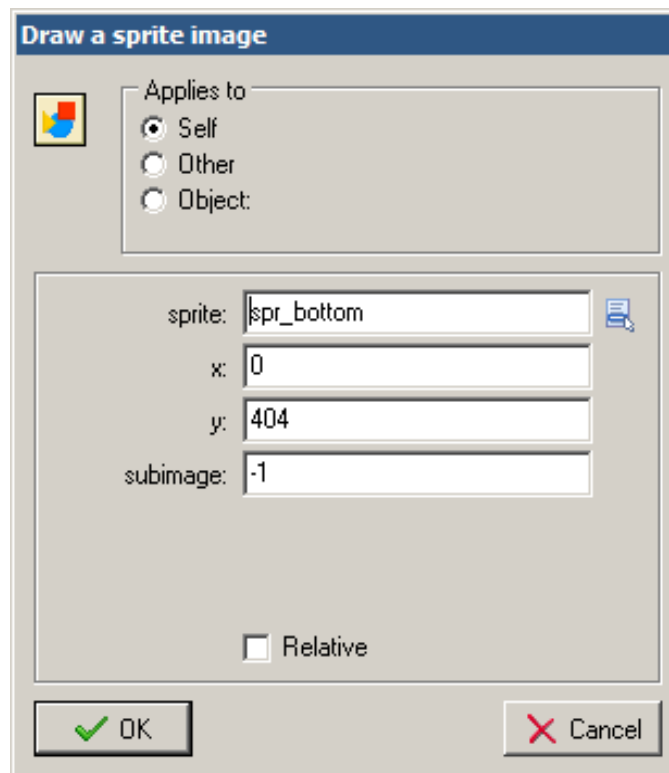 Draw a sprite image
Applies to
Self
Other
Object:
sprite: spr_bottom
x: 0
y: 404
subimage: -1
Relative
OK Cancel